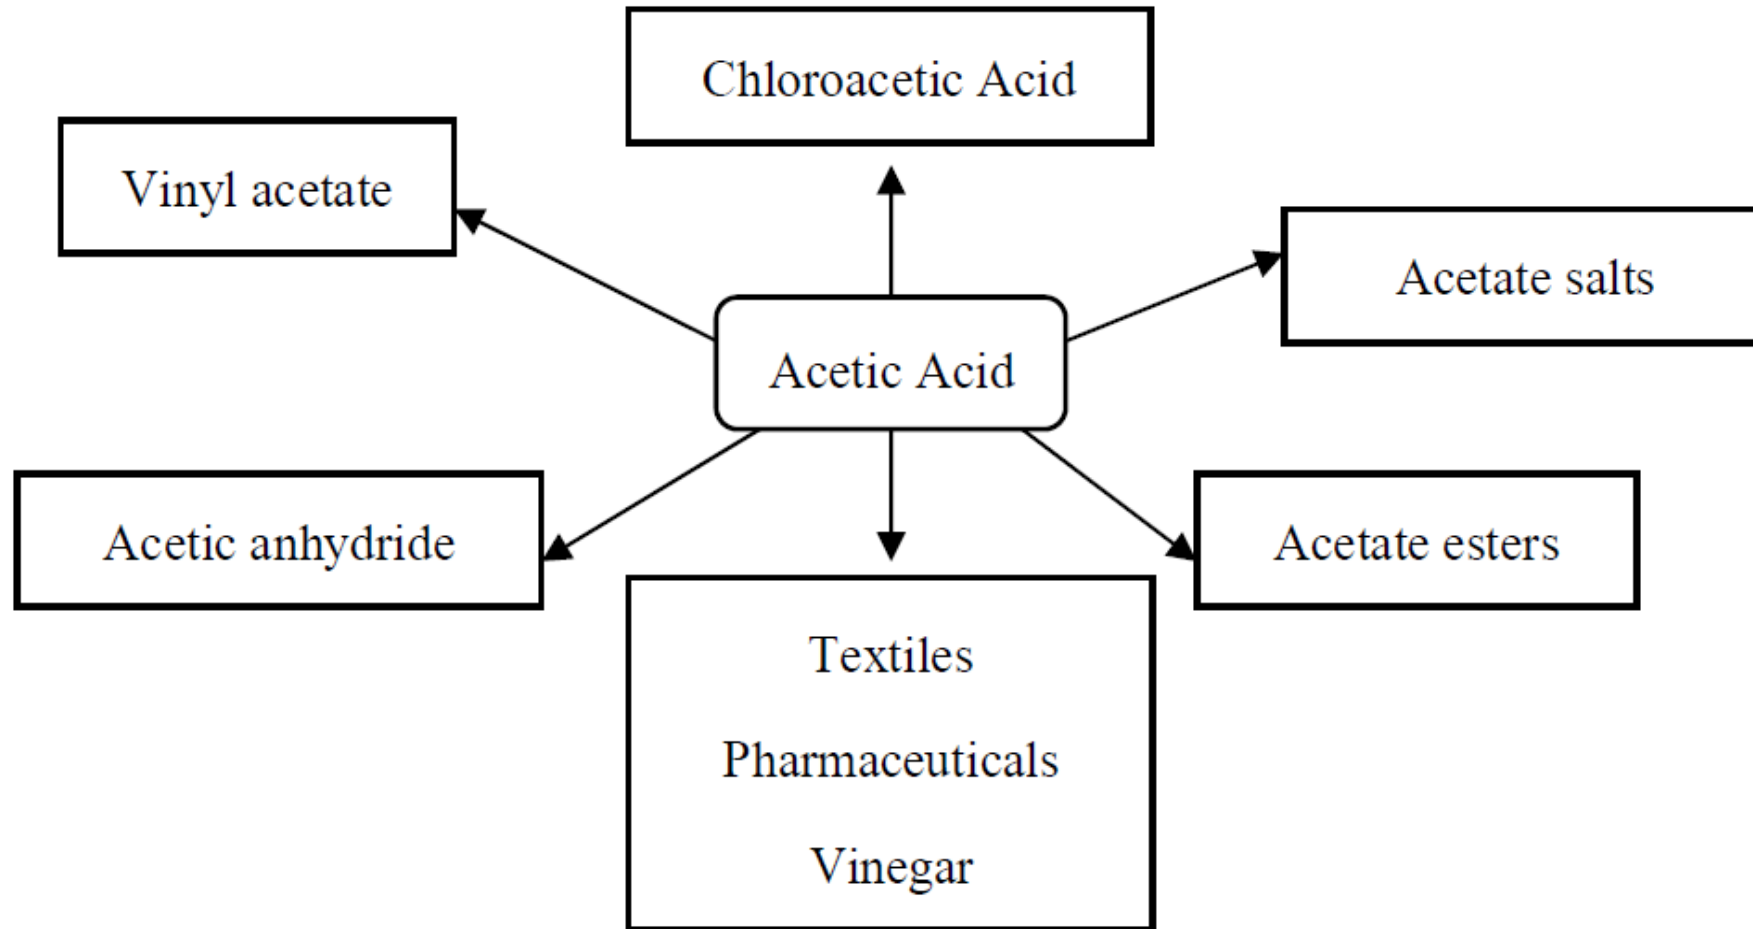 Chloroacetic Acid
Vinyl acetate
Acetate salts
Acetic Acid
Acetic anhydride
Acetate esters
Textiles
Pharmaceuticals
Vinegar